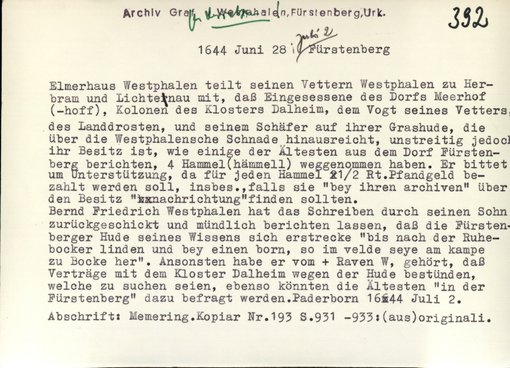 Archiv Graf v. Westphalen, Fürstenberg, Urk.
392
Juli 2
1644 Juni 28 Fürstenberg
Elmerhaus Westphalen teilt seinen Vettern Westphalen zu Her-
bram und Lichtenau mit, daß Eingesessene des Dorfs Meerhof
(-hoff), Kolonen des Klosters Dalheim, dem Vogt seines Vetters,
des Landdrosten, und seinem Schäfer auf ihrer Grashude, die
über die Westphalensche Schnade hinausreicht, unstreitig jedoch
ihr Besitz ist, wie einige der Ältesten aus dem Dorf Fürsten-
berg berichten, 4 Hammel(hämmell) weggenommen haben. Er bittet
um Unterstützung, da für jeden Hammel 21/2 Rt.Pfandgeld be-
zahlt werden soll, insbes.,falls sie "bey ihren archiven" über
den Besitz "nachrichtung"finden sollten.
Bernd Friedrich Westphalen hat das Schreiben durch seinen Sohn
zurückgeschickt und mündlich berichten lassen, daß die Fürsten-
berger Hude seines Wissens sich erstrecke "bis nach der Ruhe-
bocker linden und bey einen born, so im velde seye am kampe
zu Bocke her". Ansonsten habe er vom + Raven W, gehört, daß
Verträge mit dem Kloster Dalheim wegen der Hude bestünden,
welche zu suchen seien, ebenso könnten die Ältesten "in der
Fürstenberg" dazu befragt werden.Paderborn 1644 Juli 2.
Abschrift: Memering.Kopiar Nr.193 S.931 -933:(aus)originali.